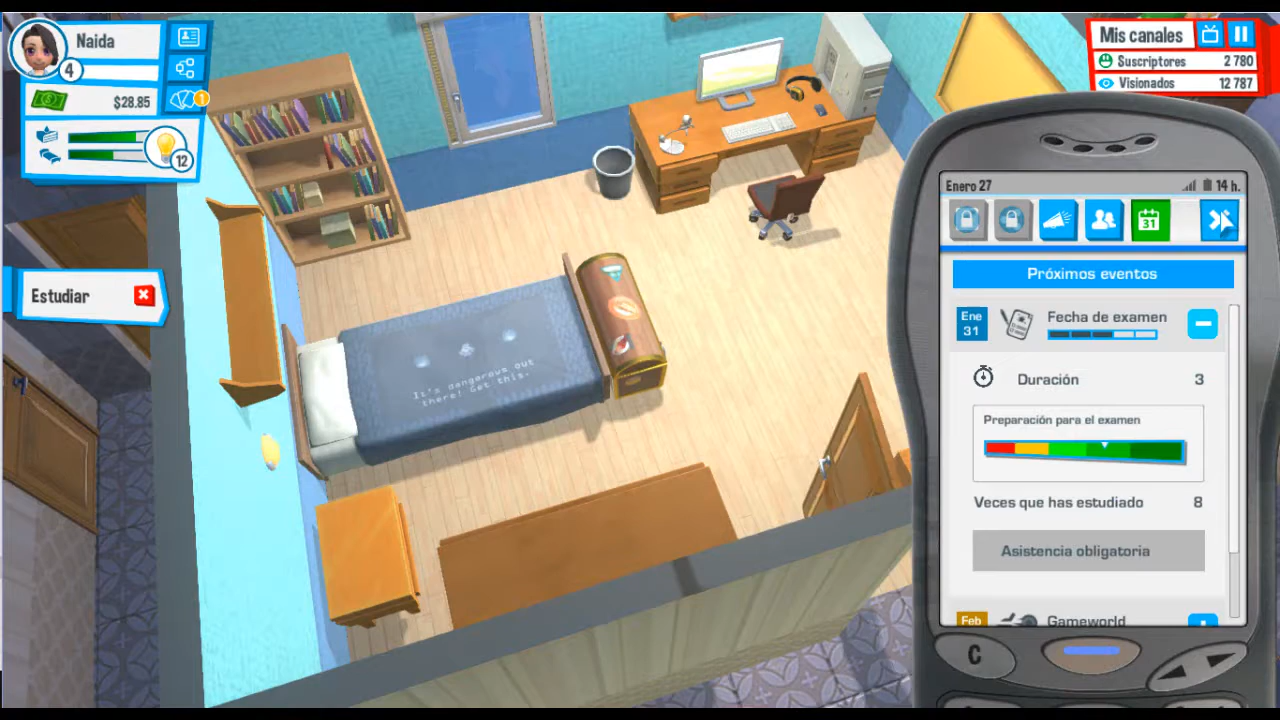 Naida
4
$28.85
1
12
Estudiar
It's dangerous out
there! Get this.
Mis canales
Suscriptores 2 780
Visionados 12 787
Enero 27 14 h.
31
Próximos eventos
Ene
31
Fecha de examen
Duración 3
Preparación para el examen
Veces que has estudiado 8
Asistencia obligatoria
Feb
Gameworld
C